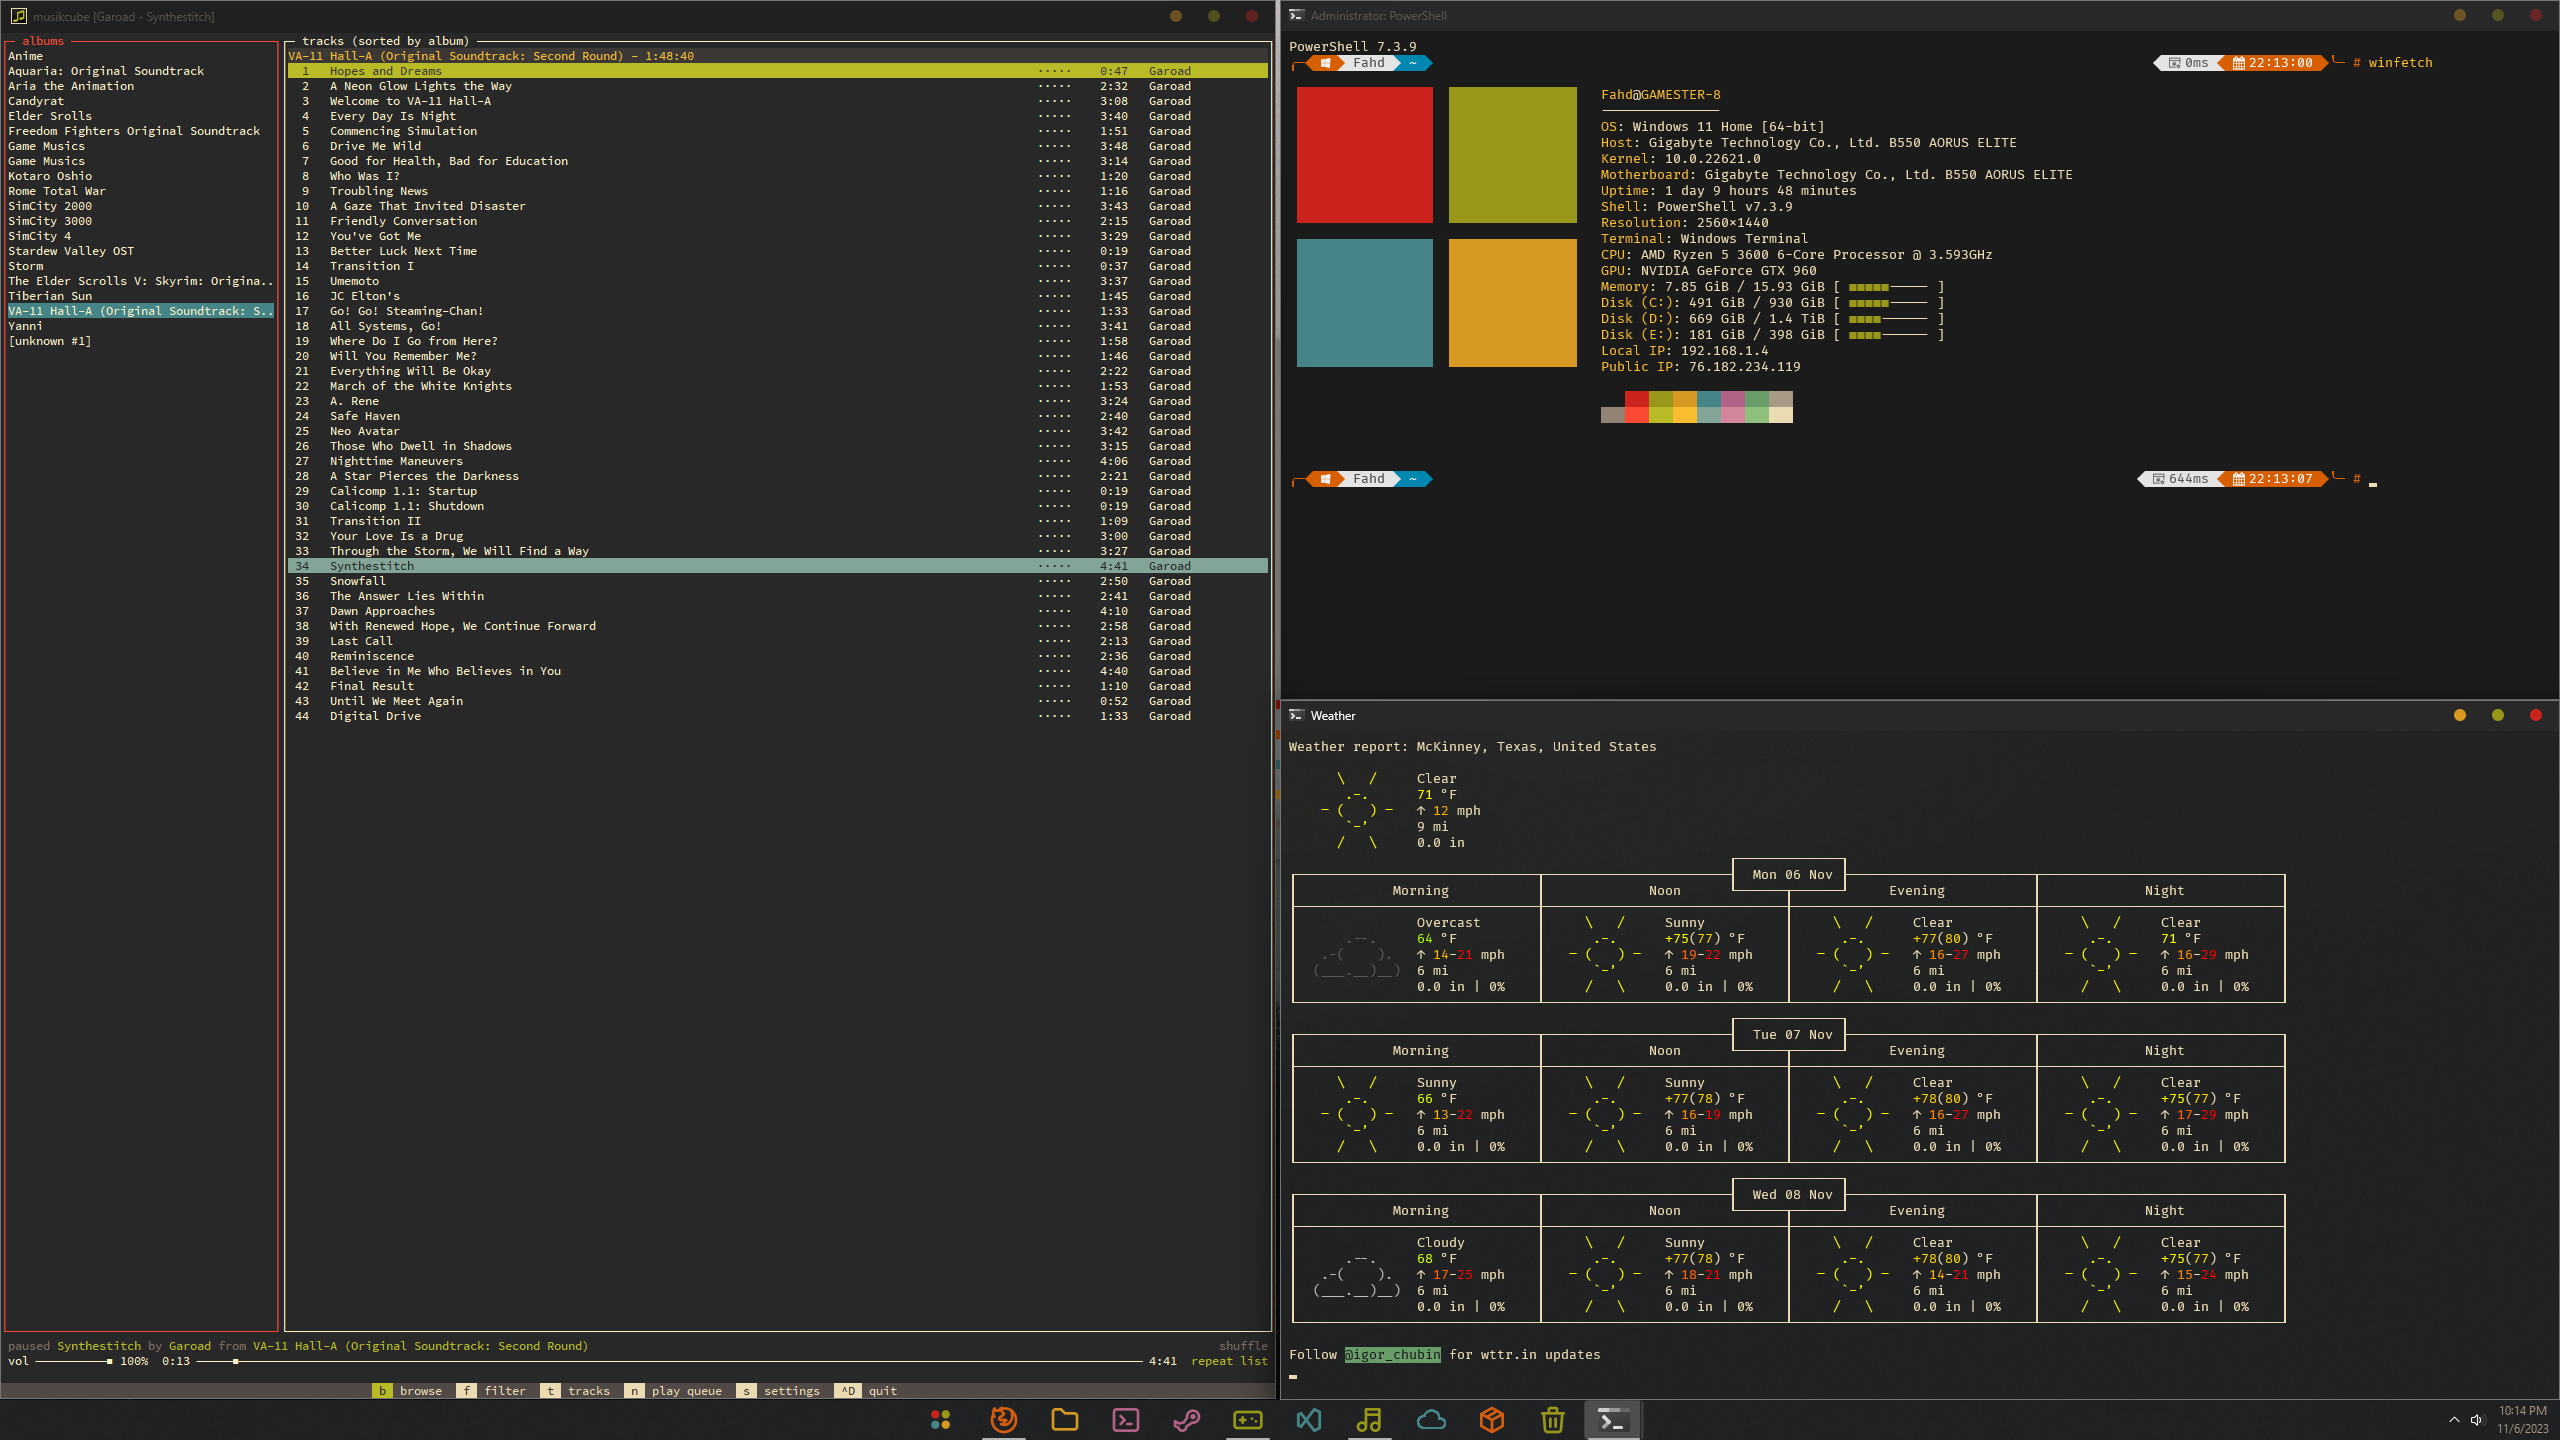 musikcube [Garoad - Synthestitch]
albums
Anime
Aquaria: Original Soundtrack
Aria the Animation
Candyrat
Elder Srolls
Freedom Fighters Original Soundtrack
Game Musics
Game Musics
Kotaro Oshio
Rome Total War
SimCity 2000
SimCity 3000
SimCity 4
Stardew Valley OST
Storm
The Elder Scrolls V: Skyrim: Origina..
Tiberian Sun
VA-11 Hall-A (Original Soundtrack: S..
Yanni
[unknown #1]
tracks (sorted by album)
VA-11 Hall-A (Original Soundtrack: Second Round) - 1:48:40
1 Hopes and Dreams ····· 0:47 Garoad
2 A Neon Glow Lights the Way ····· 2:32 Garoad
3 Welcome to VA-11 Hall-A ····· 3:08 Garoad
4 Every Day Is Night ····· 3:40 Garoad
5 Commencing Simulation ····· 1:51 Garoad
6 Drive Me Wild ····· 3:48 Garoad
7 Good for Health, Bad for Education ····· 3:14 Garoad
8 Who Was I? ····· 1:20 Garoad
9 Troubling News ····· 1:16 Garoad
10 A Gaze That Invited Disaster ····· 3:43 Garoad
11 Friendly Conversation ····· 2:15 Garoad
12 You've Got Me ····· 3:29 Garoad
13 Better Luck Next Time ····· 0:19 Garoad
14 Transition I ····· 0:37 Garoad
15 Umemoto ····· 3:37 Garoad
16 JC Elton's ····· 1:45 Garoad
17 Go! Go! Steaming-Chan! ····· 1:33 Garoad
18 All Systems, Go! ····· 3:41 Garoad
19 Where Do I Go from Here? ····· 1:58 Garoad
20 Will You Remember Me? ····· 1:46 Garoad
21 Everything Will Be Okay ····· 2:22 Garoad
22 March of the White Knights ····· 1:53 Garoad
23 A. Rene ····· 3:24 Garoad
24 Safe Haven ····· 2:40 Garoad
25 Neo Avatar ····· 3:42 Garoad
26 Those Who Dwell in Shadows ····· 3:15 Garoad
27 Nighttime Maneuvers ····· 4:06 Garoad
28 A Star Pierces the Darkness ····· 2:21 Garoad
29 Calicomp 1.1: Startup ····· 0:19 Garoad
30 Calicomp 1.1: Shutdown ····· 0:19 Garoad
31 Transition II ····· 1:09 Garoad
32 Your Love Is a Drug ····· 3:00 Garoad
33 Through the Storm, We Will Find a Way ····· 3:27 Garoad
34 Synthestitch ····· 4:41 Garoad
35 Snowfall ····· 2:50 Garoad
36 The Answer Lies Within ····· 2:41 Garoad
37 Dawn Approaches ····· 4:10 Garoad
38 With Renewed Hope, We Continue Forward ····· 2:58 Garoad
39 Last Call ····· 2:13 Garoad
40 Reminiscence ····· 2:36 Garoad
41 Believe in Me Who Believes in You ····· 4:40 Garoad
42 Final Result ····· 1:10 Garoad
43 Until We Meet Again ····· 0:52 Garoad
44 Digital Drive ····· 1:33 Garoad
paused Synthestitch by Garoad from VA-11 Hall-A (Original Soundtrack: Second Round) shuffle
vol 100% 0:13 4:41 repeat list
b browse f filter t tracks n play queue s settings ^D quit
Administrator: PowerShell
PowerShell 7.3.9
Fahd ~ 0ms 22:13:00 # winfetch
Fahd@GAMESTER-8
OS: Windows 11 Home [64-bit]
Host: Gigabyte Technology Co., Ltd. B550 AORUS ELITE
Kernel: 10.0.22621.0
Motherboard: Gigabyte Technology Co., Ltd. B550 AORUS ELITE
Uptime: 1 day 9 hours 48 minutes
Shell: PowerShell v7.3.9
Resolution: 2560×1440
Terminal: Windows Terminal
CPU: AMD Ryzen 5 3600 6-Core Processor @ 3.593GHz
GPU: NVIDIA GeForce GTX 960
Memory: 7.85 GiB / 15.93 GiB [ ■■■■■----- ]
Disk (C:): 491 GiB / 930 GiB [ ■■■■■----- ]
Disk (D:): 669 GiB / 1.4 TiB [ ■■■■------ ]
Disk (E:): 181 GiB / 398 GiB [ ■■■■------ ]
Local IP: 192.168.1.4
Public IP: 76.182.234.119
Fahd ~ 644ms 22:13:07 #
Weather
Weather report: McKinney, Texas, United States
Clear
71 °F
↑ 12 mph
9 mi
0.0 in
Mon 06 Nov
Morning Noon Evening Night
Overcast Sunny Clear Clear
64 °F +75(77) °F +77(80) °F 71 °F
↑ 14-21 mph ↑ 19-22 mph ↑ 16-27 mph ↑ 16-29 mph
6 mi 6 mi 6 mi 6 mi
0.0 in | 0% 0.0 in | 0% 0.0 in | 0% 0.0 in | 0%
Tue 07 Nov
Morning Noon Evening Night
Sunny Sunny Clear Clear
66 °F +77(78) °F +78(80) °F +75(77) °F
↑ 13-22 mph ↑ 16-19 mph ↑ 16-27 mph ↑ 17-29 mph
6 mi 6 mi 6 mi 6 mi
0.0 in | 0% 0.0 in | 0% 0.0 in | 0% 0.0 in | 0%
Wed 08 Nov
Morning Noon Evening Night
Cloudy Sunny Clear Clear
68 °F +77(78) °F +78(80) °F +75(77) °F
↑ 17-25 mph ↑ 18-21 mph ↑ 14-21 mph ↑ 15-24 mph
6 mi 6 mi 6 mi 6 mi
0.0 in | 0% 0.0 in | 0% 0.0 in | 0% 0.0 in | 0%
Follow @igor_chubin for wttr.in updates
10:14 PM
11/6/2023